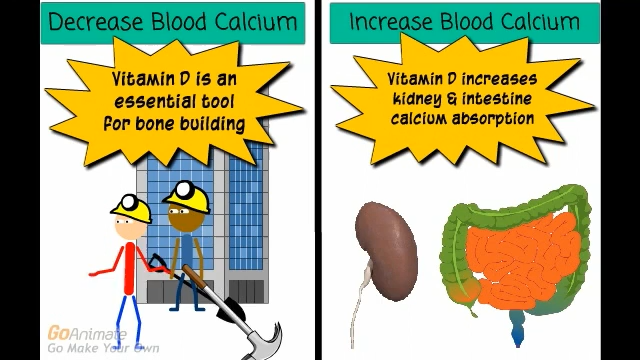 Decrease Blood Calcium
Vitamin D is an
essential tool
for bone building
GoAnimate
Go Make Your Own
Increase Blood Calcium
Vitamin D increases
kidney & intestine
calcium absorption